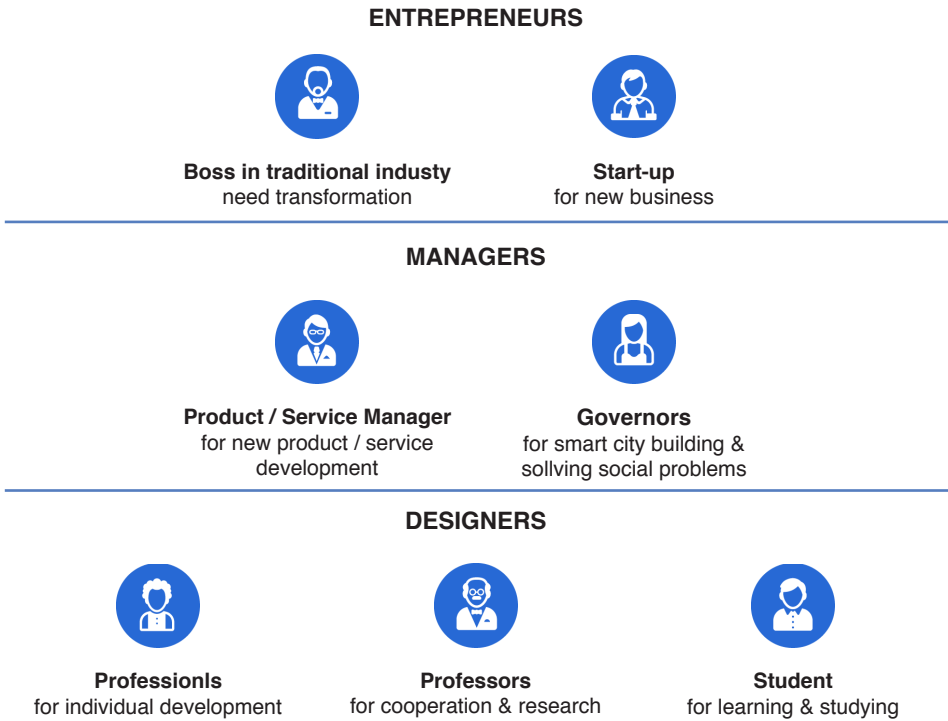 ENTREPRENEURS
Boss in traditional industy
need transformation
Start-up
for new business
MANAGERS
Product / Service Manager
for new product / service
development
Governors
for smart city building &
sollving social problems
DESIGNERS
Professionls
for individual development
Professors
for cooperation & research
Student
for learning & studying